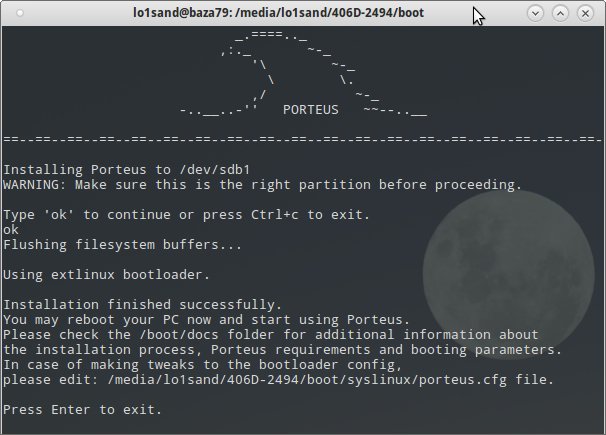 lo1sand@baza79: /media/lo1sand/406D-2494/boot
_.====.._
,:._ ~-_
'\ ~-_
\ \.
,/ ~-_
-..__..-'' PORTEUS ~~--..__
==--==--==--==--==--==--==--==--==--==--==--==--==--==--==--==--==--==--==-
Installing Porteus to /dev/sdb1
WARNING: Make sure this is the right partition before proceeding.
Type 'ok' to continue or press Ctrl+c to exit.
ok
Flushing filesystem buffers...
Using extlinux bootloader.
Installation finished successfully.
You may reboot your PC now and start using Porteus.
Please check the /boot/docs folder for additional information about
the installation process, Porteus requirements and booting parameters.
In case of making tweaks to the bootloader config,
please edit: /media/lo1sand/406D-2494/boot/syslinux/porteus.cfg file.
Press Enter to exit.